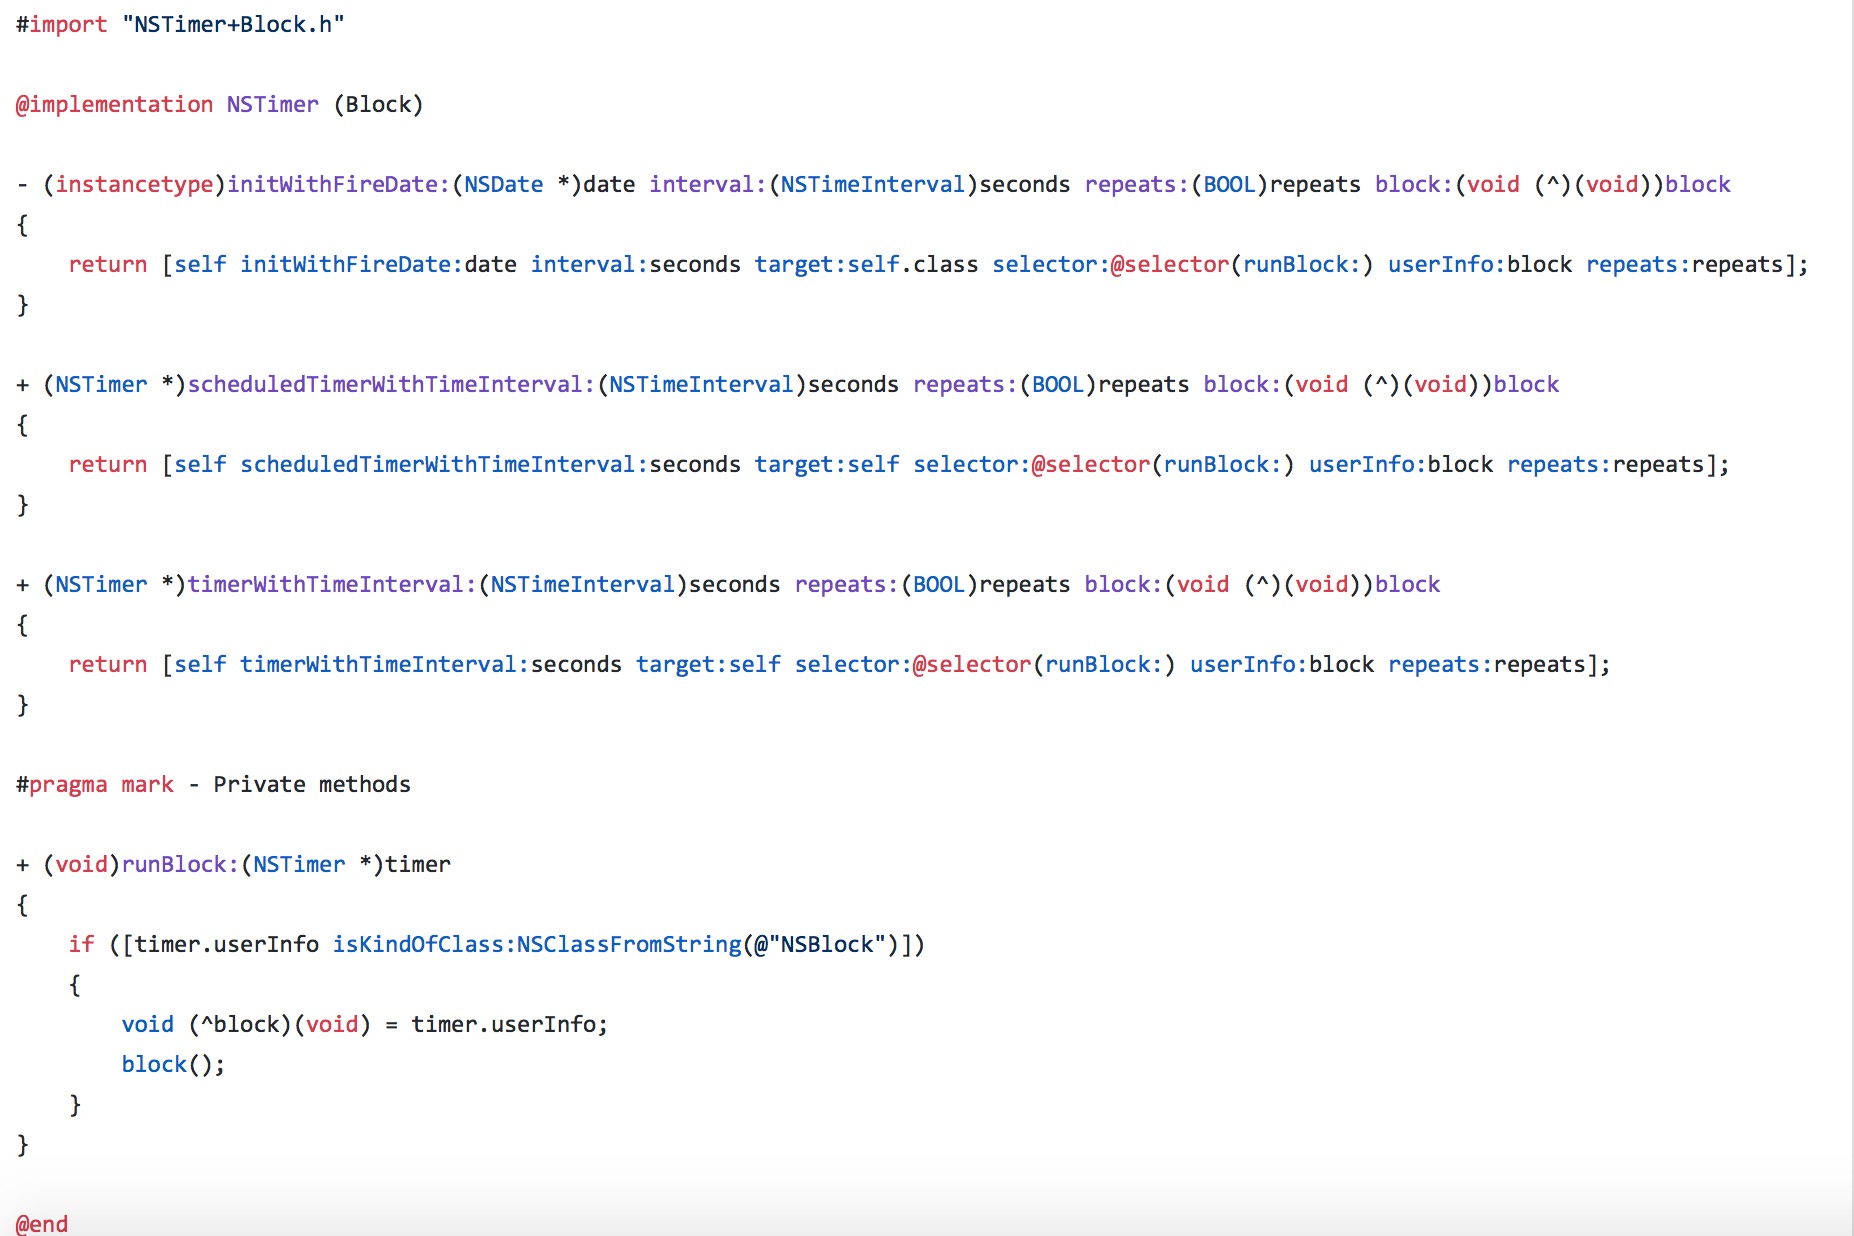 #import "NSTimer+Block.h"
@implementation NSTimer (Block)
- (instancetype)initWithFireDate:(NSDate *)date interval:(NSTimeInterval)seconds repeats:(BOOL)repeats block:(void (^)(void))block
{
    return [self initWithFireDate:date interval:seconds target:self.class selector:@selector(runBlock:) userInfo:block repeats:repeats];
}
+ (NSTimer *)scheduledTimerWithTimeInterval:(NSTimeInterval)seconds repeats:(BOOL)repeats block:(void (^)(void))block
{
    return [self scheduledTimerWithTimeInterval:seconds target:self selector:@selector(runBlock:) userInfo:block repeats:repeats];
}
+ (NSTimer *)timerWithTimeInterval:(NSTimeInterval)seconds repeats:(BOOL)repeats block:(void (^)(void))block
{
    return [self timerWithTimeInterval:seconds target:self selector:@selector(runBlock:) userInfo:block repeats:repeats];
}
#pragma mark - Private methods
+ (void)runBlock:(NSTimer *)timer
{
    if ([timer.userInfo isKindOfClass:NSClassFromString(@"NSBlock")])
    {
        void (^block)(void) = timer.userInfo;
        block();
    }
}
@end